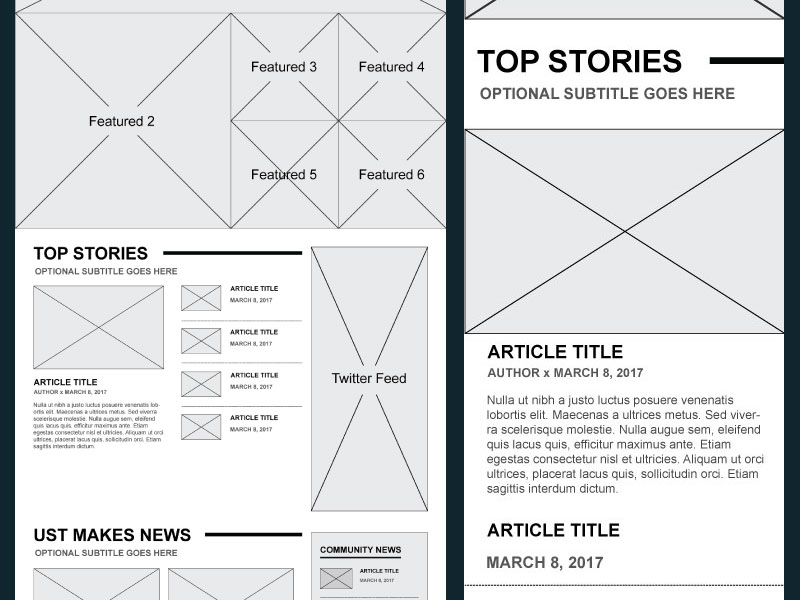 Featured 2
Featured 3
Featured 4
Featured 5
Featured 6
TOP STORIES
OPTIONAL SUBTITLE GOES HERE
ARTICLE TITLE
AUTHOR x MARCH 8, 2017
Nulla ut nibh a justo luctus posuere venenatis lob-
ortis elit. Maecenas a ultrices metus. Sed viverra
scelerisque molestie. Nulla augue sem, eleifend
quis lacus quis, efficitur maximus ante. Etiam
egestas consectetur nisl et ultricies. Aliquam ut orci
ultrices, placerat lacus quis, sollicitudin orci. Etiam
sagittis interdum dictum.
ARTICLE TITLE
MARCH 8, 2017
ARTICLE TITLE
MARCH 8, 2017
ARTICLE TITLE
MARCH 8, 2017
ARTICLE TITLE
MARCH 8, 2017
Twitter Feed
UST MAKES NEWS
OPTIONAL SUBTITLE GOES HERE
COMMUNITY NEWS
ARTICLE TITLE
MARCH 8, 2017
TOP STORIES
OPTIONAL SUBTITLE GOES HERE
ARTICLE TITLE
AUTHOR x MARCH 8, 2017
Nulla ut nibh a justo luctus posuere venenatis
lobortis elit. Maecenas a ultrices metus. Sed viver-
ra scelerisque molestie. Nulla augue sem, eleifend
quis lacus quis, efficitur maximus ante. Etiam
egestas consectetur nisl et ultricies. Aliquam ut orci
ultrices, placerat lacus quis, sollicitudin orci. Etiam
sagittis interdum dictum.
ARTICLE TITLE
MARCH 8, 2017